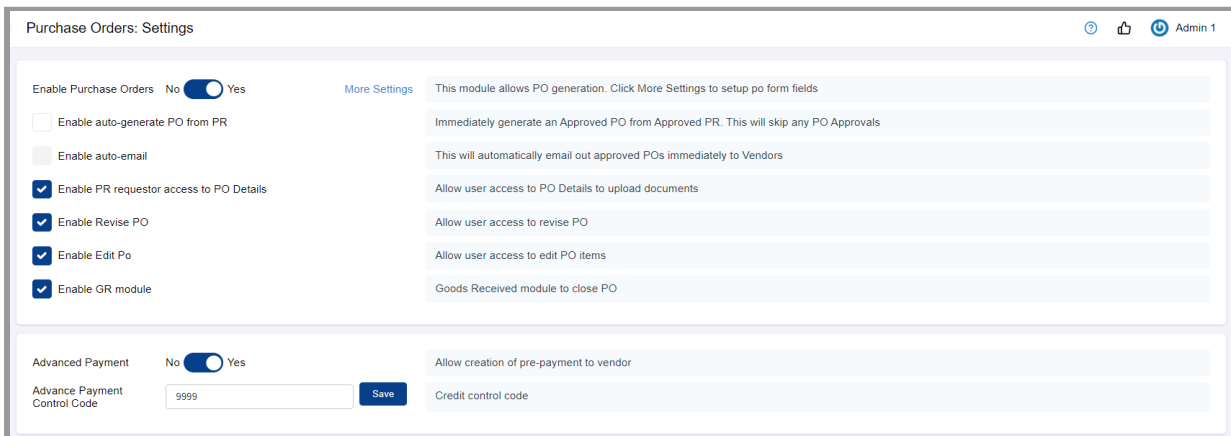 Purchase Orders: Settings
Admin 1
Enable Purchase Orders No Yes More Settings This module allows PO generation. Click More Settings to setup po form fields
Enable auto-generate PO from PR Immediately generate an Approved PO from Approved PR. This will skip any PO Approvals
Enable auto-email This will automatically email out approved POs immediately to Vendors
Enable PR requestor access to PO Details Allow user access to PO Details to upload documents
Enable Revise PO Allow user access to revise PO
Enable Edit Po Allow user access to edit PO items
Enable GR module Goods Received module to close PO
Advanced Payment No Yes Allow creation of pre-payment to vendor
Advance Payment
Control Code 9999 Save Credit control code